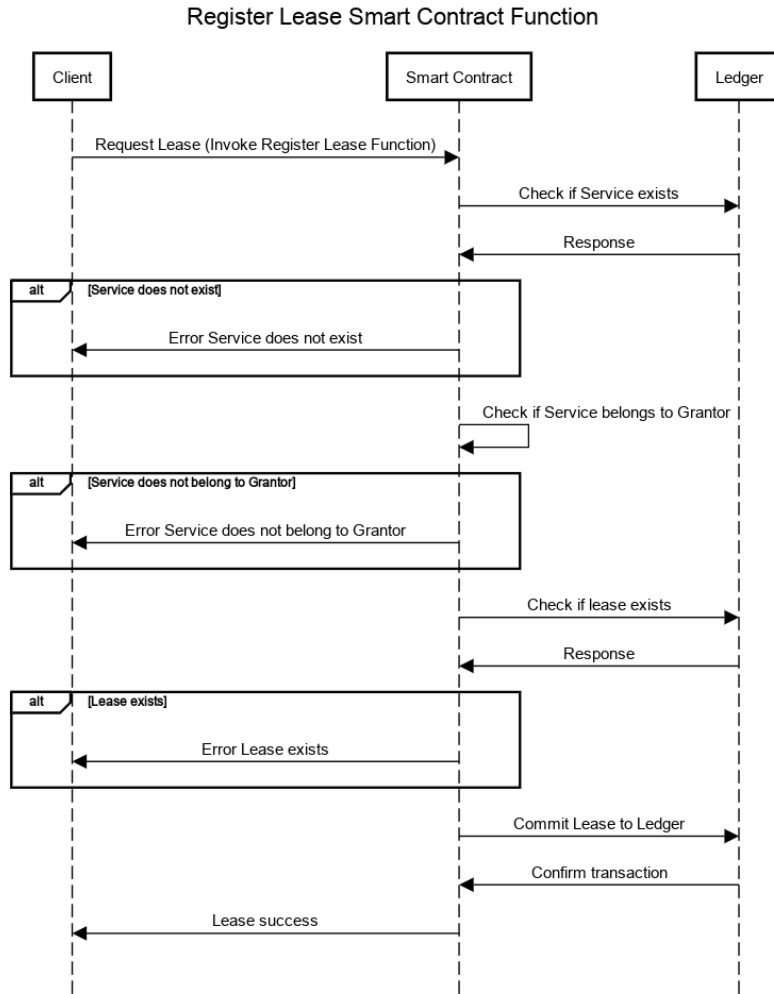 Register Lease Smart Contract Function
Client
Smart Contract
Ledger
Request Lease (Invoke Register Lease Function)
Check if Service exists
Response
alt
[Service does not exist]
Error Service does not exist
Check if Service belongs to Grantor
alt
[Service does not belong to Grantor]
Error Service does not belong to Grantor
Check if lease exists
Response
alt
[Lease exists]
Error Lease exists
Commit Lease to Ledger
Confirm transaction
Lease success